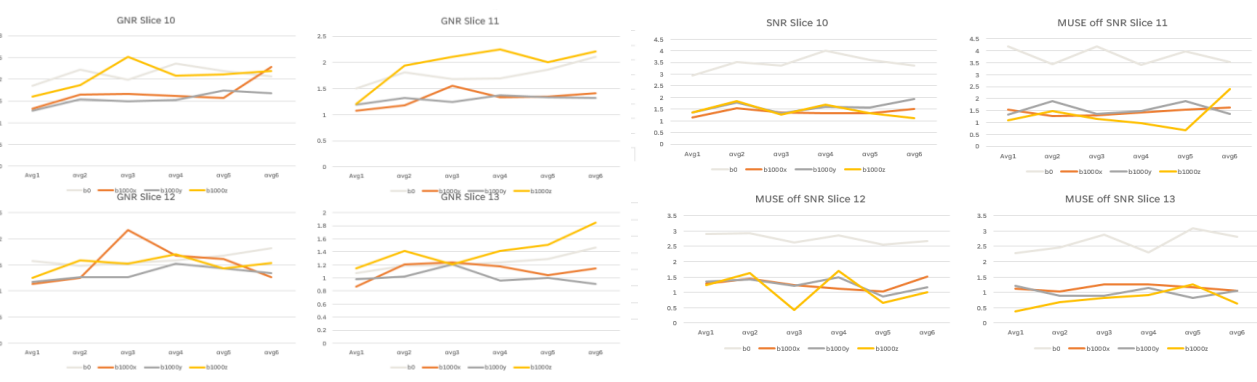 GNR Slice 10
Avg1 avg2 avg3 avg4 avg5 avg6
b0 b1000x b1000y b1000z
GNR Slice 11
2.5
2
1.5
1
0.5
0
Avg1 avg2 avg3 avg4 avg5 avg6
b0 b1000x b1000y b1000z
SNR Slice 10
4.5
4
3.5
3
2.5
2
1.5
1
0.5
0
Avg1 avg2 avg3 avg4 avg5 avg6
b0 b1000x b1000y b1000z
MUSE off SNR Slice 11
4.5
4
3.5
3
2.5
2
1.5
1
0.5
0
Avg1 avg2 avg3 avg4 avg5 avg6
b0 b1000x b1000y b1000z
GNR Slice 12
Avg1 avg2 avg3 avg4 avg5 avg6
b0 b1000x b1000y b1000z
GNR Slice 13
2
1.8
1.6
1.4
1.2
1
0.8
0.6
0.4
0.2
0
Avg1 avg2 avg3 avg4 avg5 avg6
b0 b1000x b1000y b1000z
MUSE off SNR Slice 12
3.5
3
2.5
2
1.5
1
0.5
0
Avg1 avg2 avg3 avg4 avg5 avg6
b0 b1000x b1000y b1000z
MUSE off SNR Slice 13
3.5
3
2.5
2
1.5
1
0.5
0
Avg1 avg2 avg3 avg4 avg5 avg6
b0 b1000x b1000y b1000z